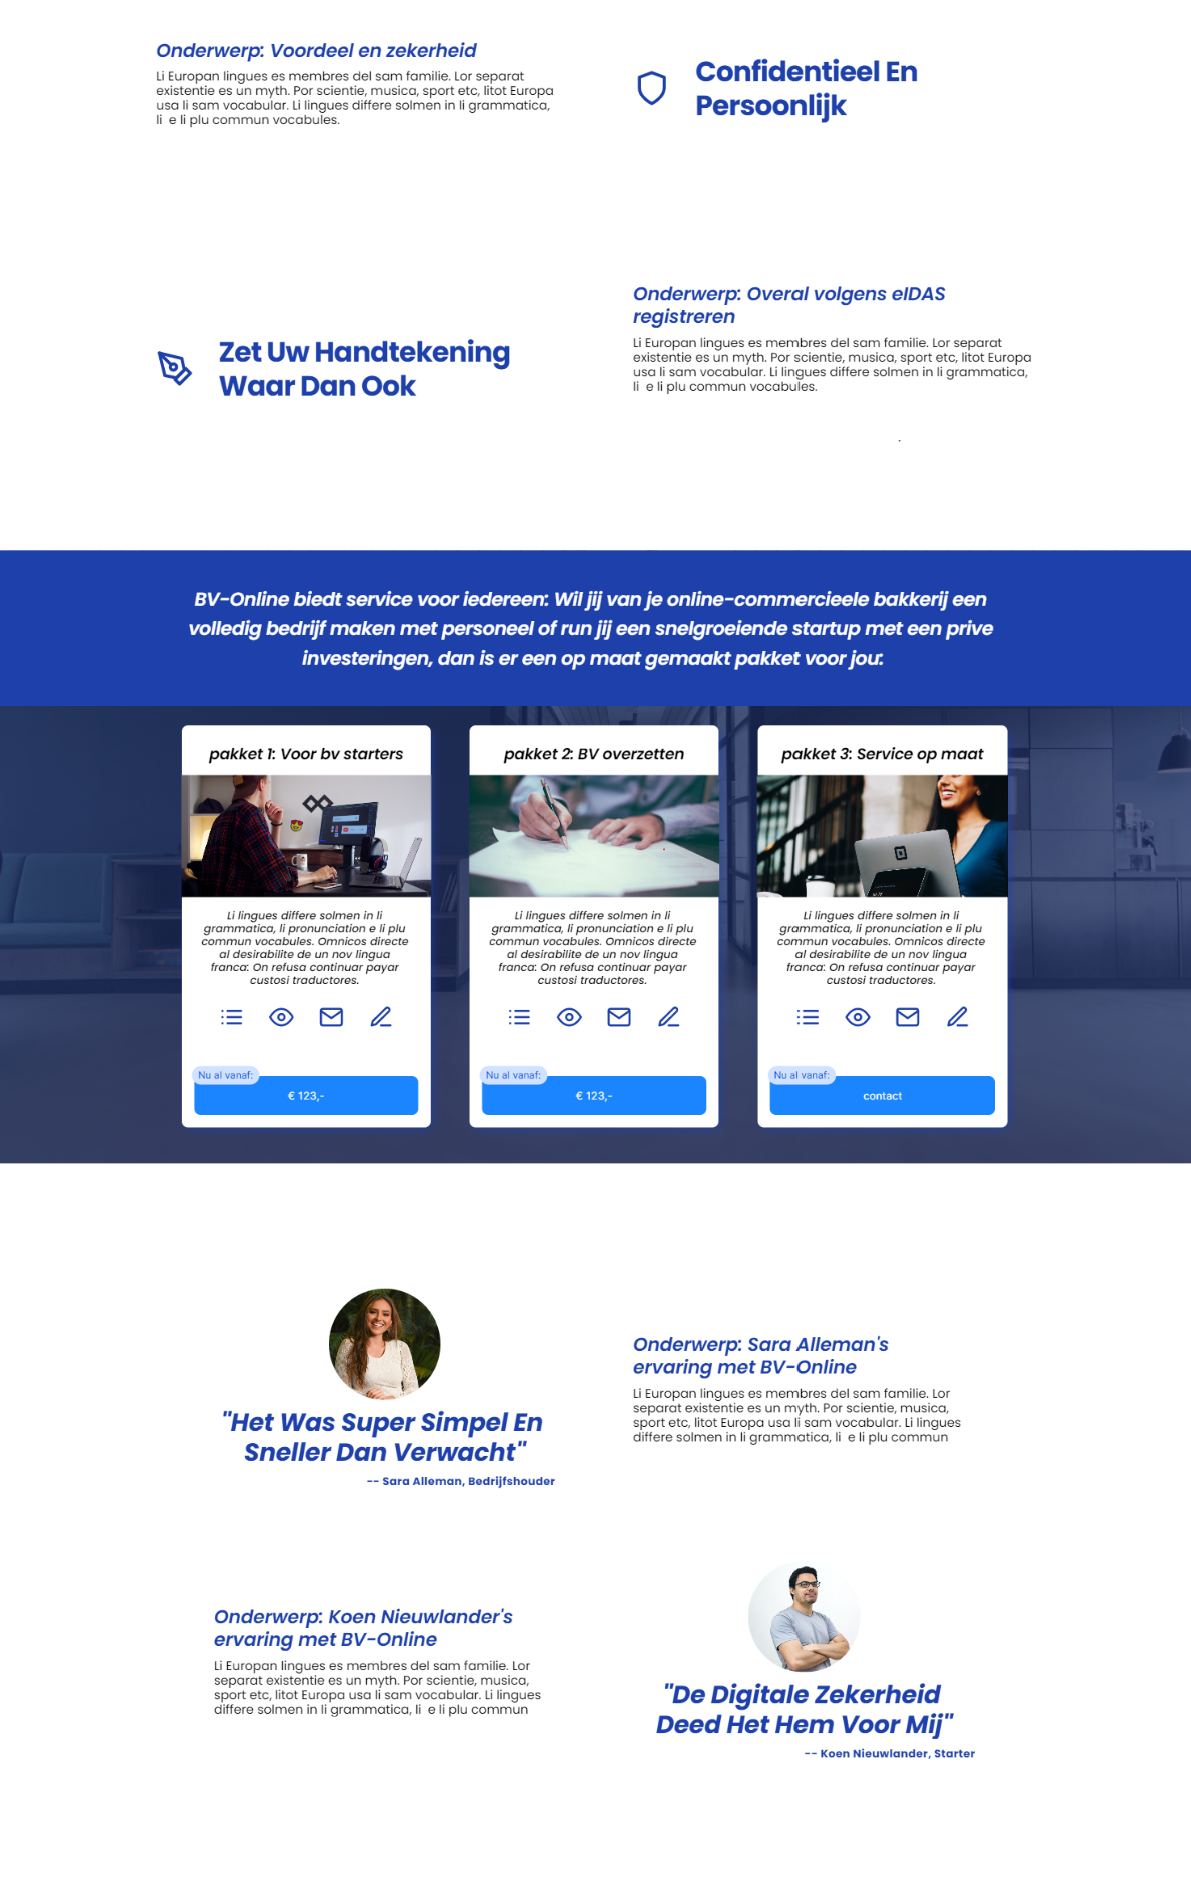 Onderwerp: Voordeel en zekerheid
Li Europan lingues es membres del sam familie. Lor separat
existentie es un myth. Por scientie, musica, sport etc, litot Europa
usa li sam vocabular. Li lingues differe solmen in li grammatica,
li e li plu commun vocabules.
Confidentieel En
Persoonlijk
Zet Uw Handtekening
Waar Dan Ook
Onderwerp: Overal volgens eIDAS
registreren
Li Europan lingues es membres del sam familie. Lor separat
existentie es un myth. Por scientie, musica, sport etc, litot Europa
usa li sam vocabular. Li lingues differe solmen in li grammatica,
li e li plu commun vocabules.
.
BV-Online biedt service voor iedereen: Wil jij van je online-commercieele bakkerij een
volledig bedrijf maken met personeel of run jij een snelgroeiende startup met een prive
investeringen, dan is er een op maat gemaakt pakket voor jou:
pakket 1: Voor bv starters
Li lingues differe solmen in li
grammatica, li pronunciation e li plu
commun vocabules. Omnicos directe
al desirabilite de un nov lingua
franca: On refusa continuar payar
custosi traductores.
Nu al vanaf:
€ 123,-
pakket 2: BV overzetten
Li lingues differe solmen in li
grammatica, li pronunciation e li plu
commun vocabules. Omnicos directe
al desirabilite de un nov lingua
franca: On refusa continuar payar
custosi traductores.
Nu al vanaf:
€ 123,-
pakket 3: Service op maat
Li lingues differe solmen in li
grammatica, li pronunciation e li plu
commun vocabules. Omnicos directe
al desirabilite de un nov lingua
franca: On refusa continuar payar
custosi traductores.
Nu al vanaf:
contact
"Het Was Super Simpel En
Sneller Dan Verwacht"
-- Sara Alleman, Bedrijfshouder
Onderwerp: Sara Alleman's
ervaring met BV-Online
Li Europan lingues es membres del sam familie. Lor
separat existentie es un myth. Por scientie, musica,
sport etc, litot Europa usa li sam vocabular. Li lingues
differe solmen in li grammatica, li e li plu commun
Onderwerp: Koen Nieuwlander's
ervaring met BV-Online
Li Europan lingues es membres del sam familie. Lor
separat existentie es un myth. Por scientie, musica,
sport etc, litot Europa usa li sam vocabular. Li lingues
differe solmen in li grammatica, li e li plu commun
"De Digitale Zekerheid
Deed Het Hem Voor Mij"
-- Koen Nieuwlander, Starter